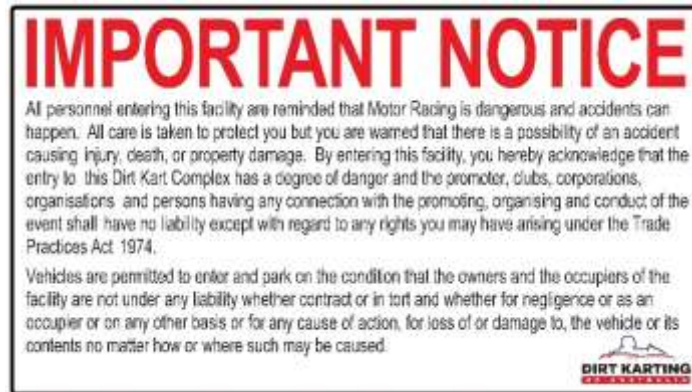 IMPORTANT NOTICE
All personnel entering this facility are reminded that Motor Racing is dangerous and accidents can
happen. All care is taken to protect you but you are warned that there is a possibility of an accident
causing injury, death, or property damage. By entering this facility, you hereby acknowledge that the
entry to this Dirt Kart Complex has a degree of danger and the promoter, clubs, corporations,
organisations and persons having any connection with the promoting, organising and conduct of the
event shall have no liability except with regard to any rights you may have arising under the Trade
Practices Act 1974.
Vehicles are permitted to enter and park on the condition that the owners and the occupiers of the
facility are not under any liability whether contract or in tort and whether for negligence or as an
occupier or on any other basis or for any cause of action, for loss of or damage to, the vehicle or its
contents no matter how or where such may be caused.
DIRT KARTING